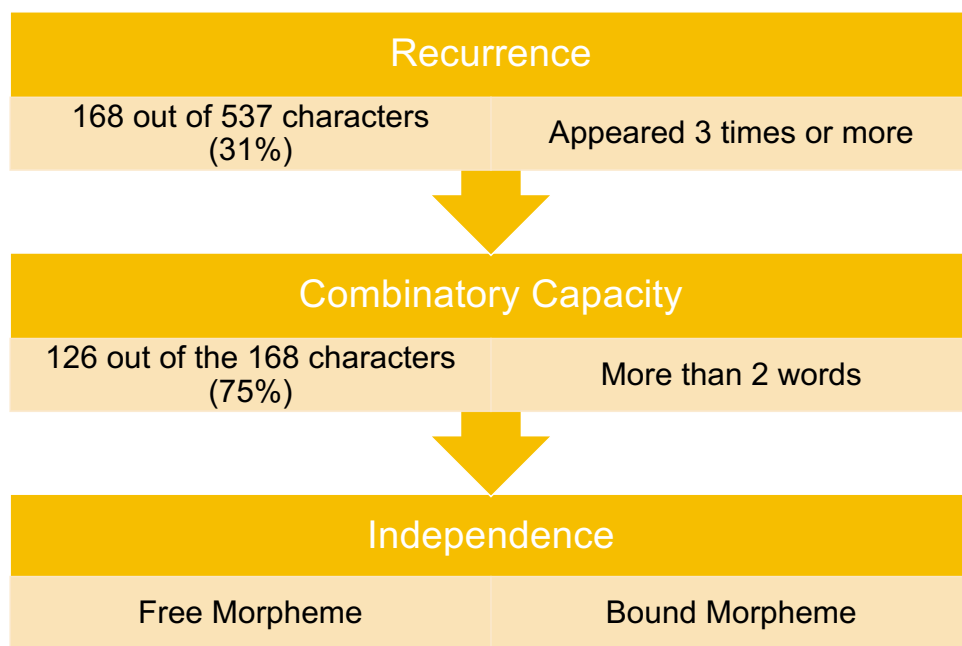 Recurrence
168 out of 537 characters
(31%)
Appeared 3 times or more
Combinatory Capacity
126 out of the 168 characters
(75%)
More than 2 words
Independence
Free Morpheme
Bound Morpheme